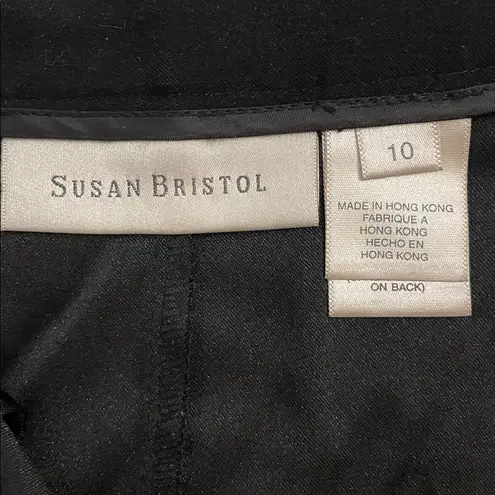 SUSAN BRISTOL
10
MADE IN HONG KONG
FABRIQUE A
HONG KONG
HECHO EN
HONG KONG
ON BACK)